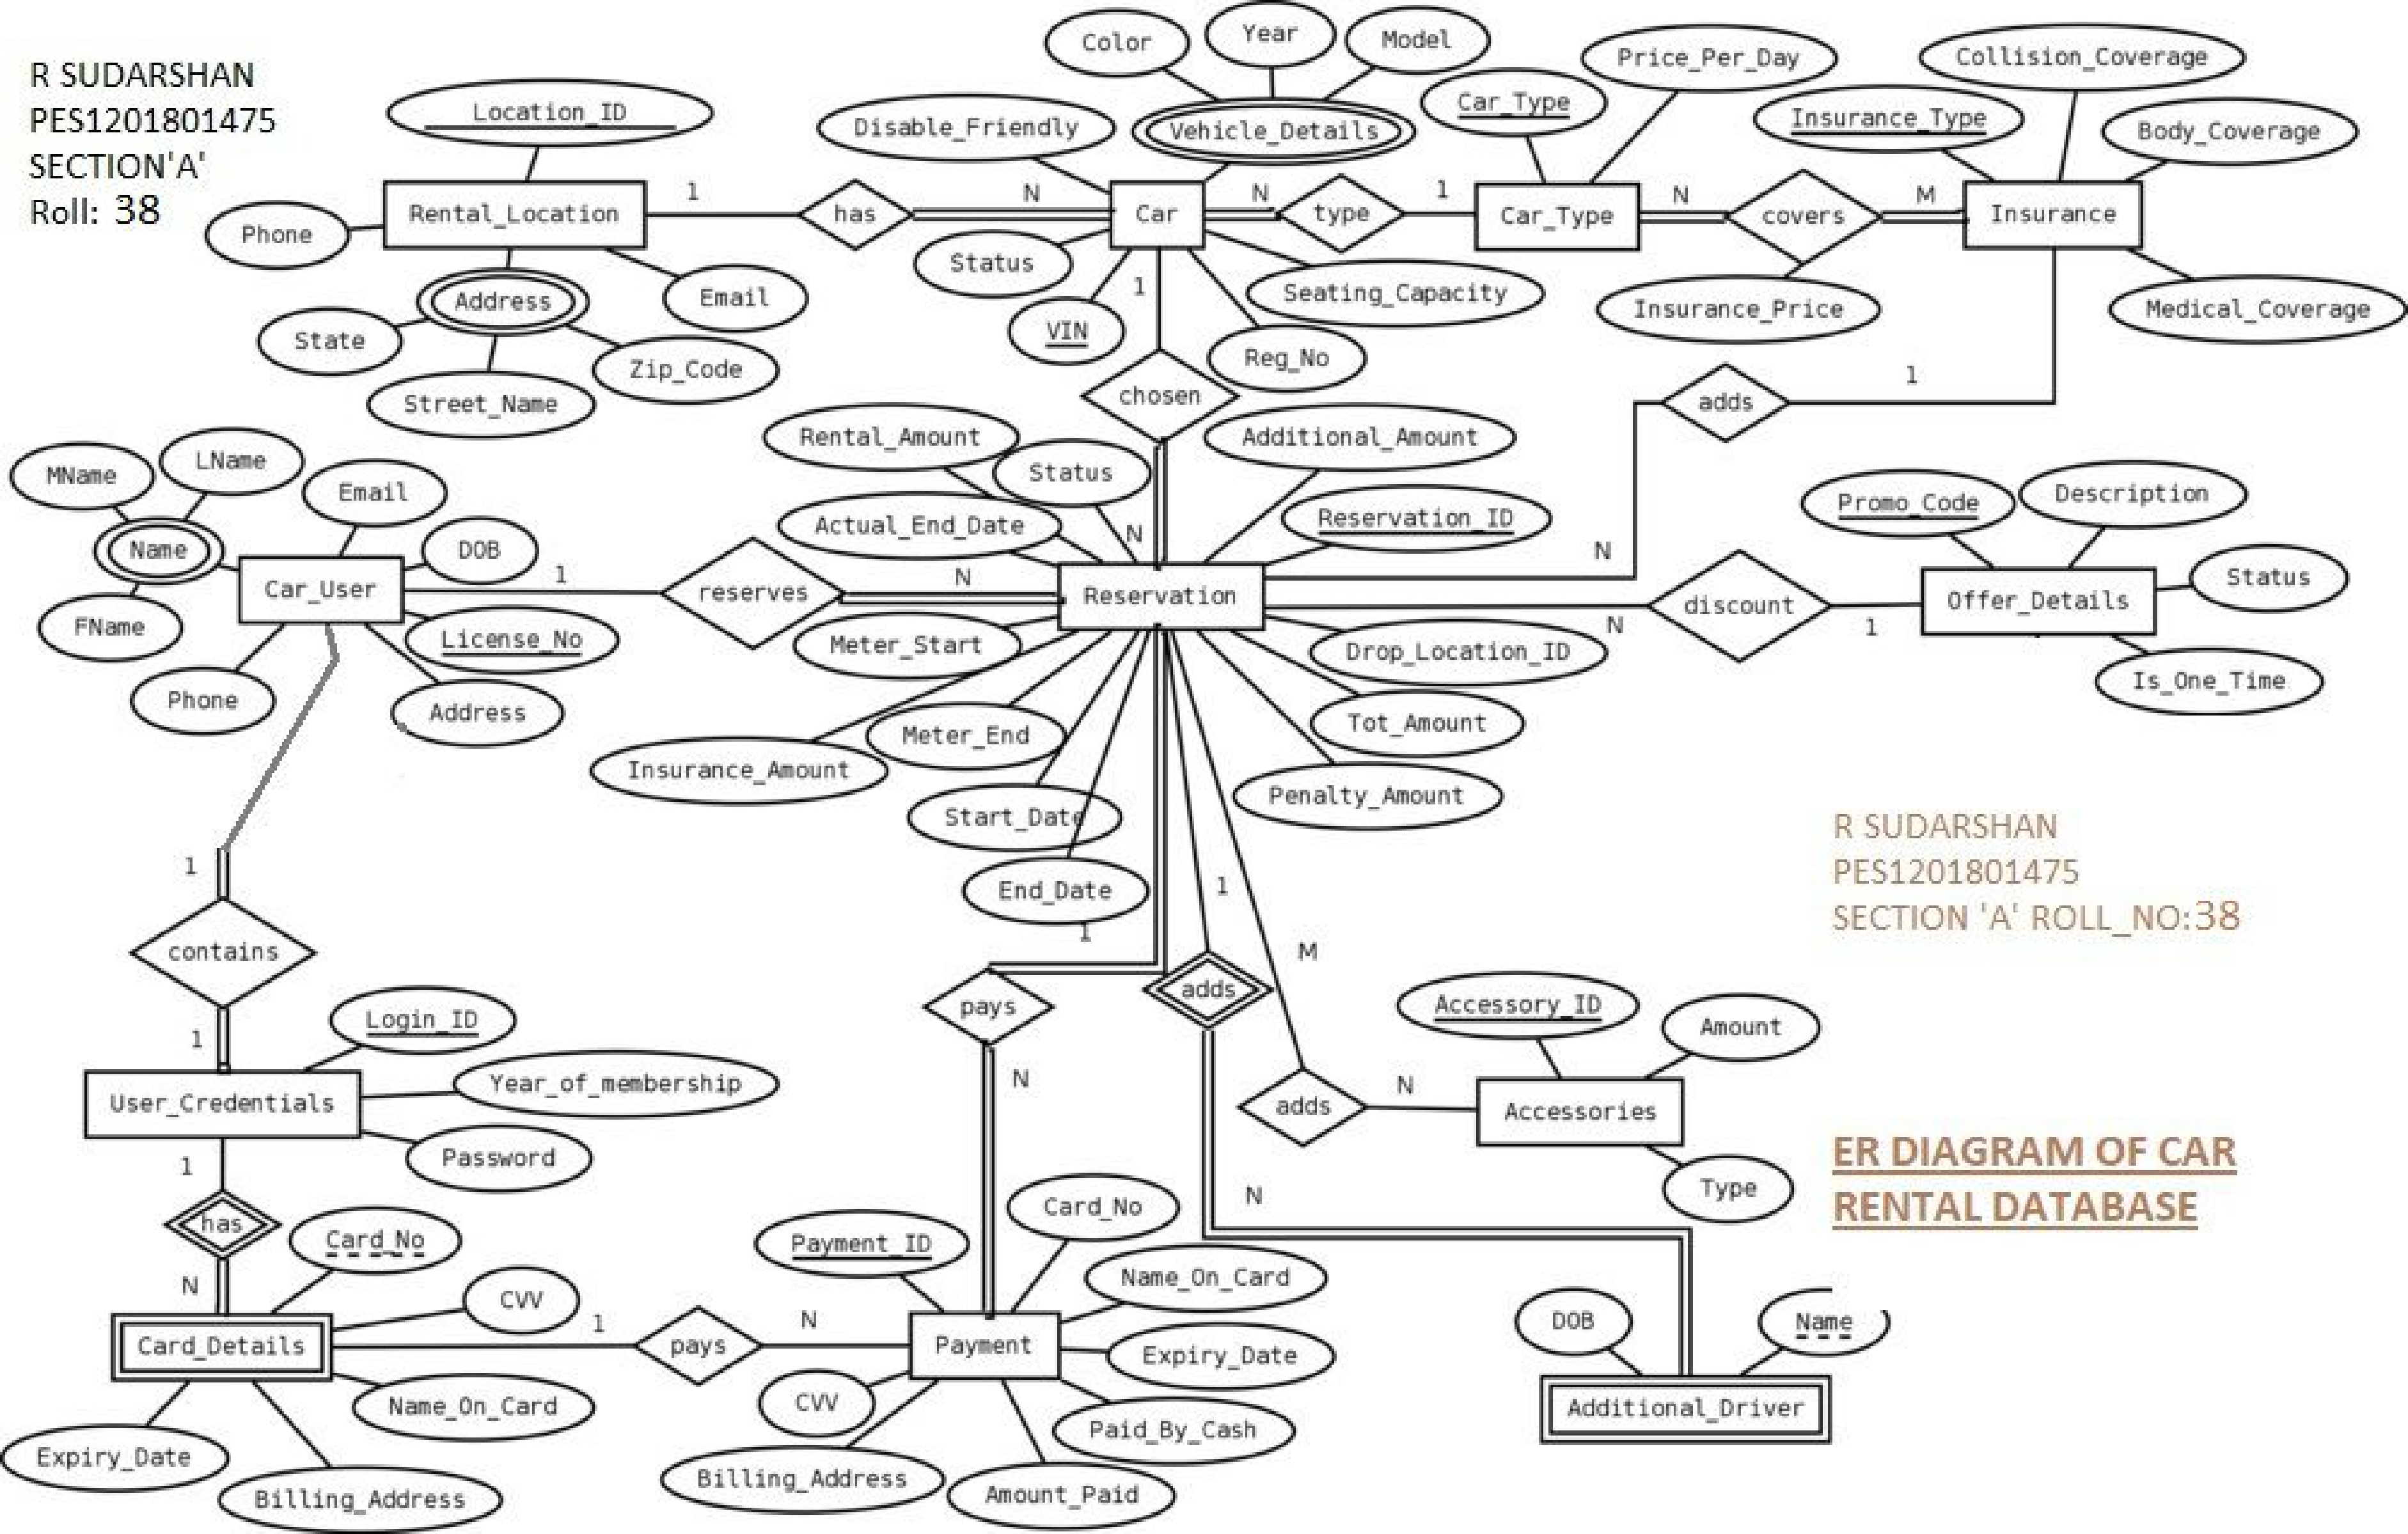 R SUDARSHAN
PES1201801475
SECTION'A'
Roll: 38
Location_ID
Rental_Location
Phone
Address
Email
State
Street_Name
Zip_Code
1
has
N
Color
Year
Model
Disable_Friendly
Vehicle_Details
Car
Status
VIN
Reg_No
Seating_Capacity
N
type
1
Car_Type
Price_Per_Day
Car_Type
N
covers
M
Insurance_Price
Insurance_Type
Collision_Coverage
Body_Coverage
Insurance
Medical_Coverage
1
chosen
N
1
adds
N
MName
LName
Email
Name
DOB
Car_User
FName
License_No
Phone
Address
1
reserves
N
Rental_Amount
Status
Additional_Amount
Actual_End_Date
Reservation_ID
Reservation
Meter_Start
Drop_Location_ID
Meter_End
Tot_Amount
Insurance_Amount
Penalty_Amount
Start_Date
End_Date
N
discount
1
Promo_Code
Description
Status
Offer_Details
Is_One_Time
R SUDARSHAN
PES1201801475
SECTION 'A' ROLL_NO:38
1
contains
1
Login_ID
Year_of_membership
User_Credentials
Password
1
has
N
Card_No
CVV
Card_Details
Name_On_Card
Expiry_Date
Billing_Address
1
pays
N
1
pays
N
1
adds
N
M
adds
N
Accessory_ID
Amount
Accessories
Type
ER DIAGRAM OF CAR
RENTAL DATABASE
Payment_ID
Card_No
Name_On_Card
Payment
Expiry_Date
CVV
Paid_By_Cash
Billing_Address
Amount_Paid
DOB
Name
Additional_Driver